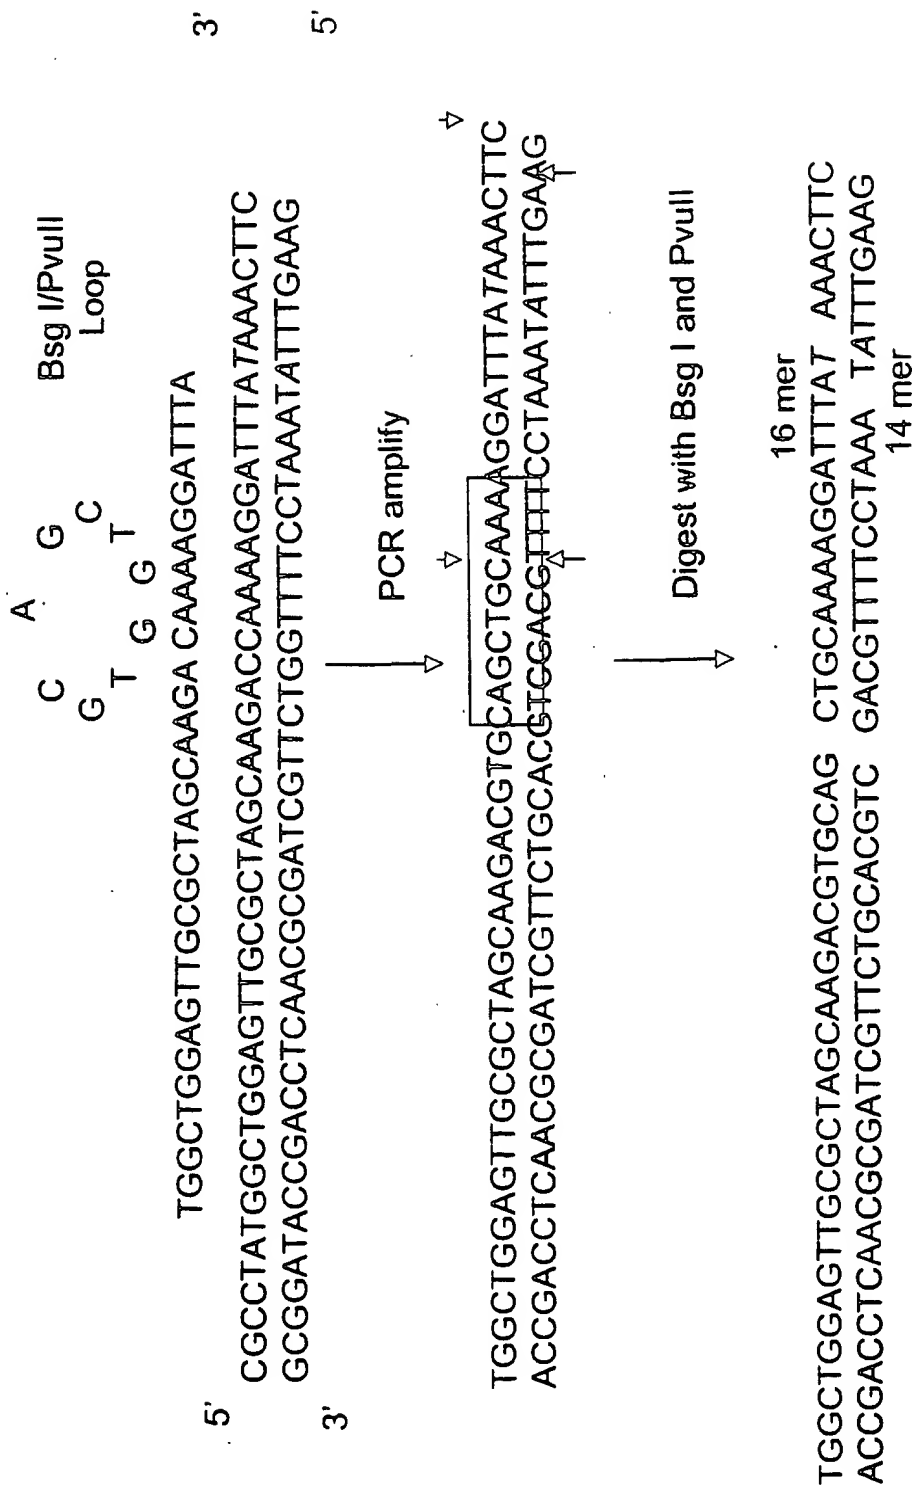 A
C G Bsg I/PvuII
G C Loop
T T
G G
TGGCTGGAGTTGCGCTAGCAAGA CAAAAGGATTTA
5' 3'
CGCCTATGGCTGGAGTTGCGCTAGCAAGACCAAAAGGATTTATAAACTTC
GCGGATACCGACCTCAACGCGATCGTTCTGGTTTTCCTAAATATTTGAAG
3' 5'
PCR amplify
TGGCTGGAGTTGCGCTAGCAAGACGTGCAGCTGCAAAAGGATTTATAAACTTC
ACCGACCTCAACGCGATCGTTCTGCACGTCGACGTTTTCCTAAATATTTGAAG
Digest with Bsg I and PvuII
16 mer
TGGCTGGAGTTGCGCTAGCAAGACGTGCAG CTGCAAAAGGATTTAT AAACTTC
ACCGACCTCAACGCGATCGTTCTGCACGTC GACGTTTTCCTAAA TATTTGAAG
14 mer